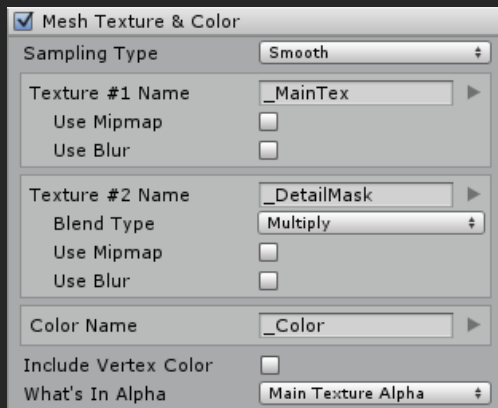 Mesh Texture & Color
Sampling Type Smooth
Texture #1 Name _MainTex
Use Mipmap
Use Blur
Texture #2 Name _DetailMask
Blend Type Multiply
Use Mipmap
Use Blur
Color Name _Color
Include Vertex Color
What's In Alpha Main Texture Alpha